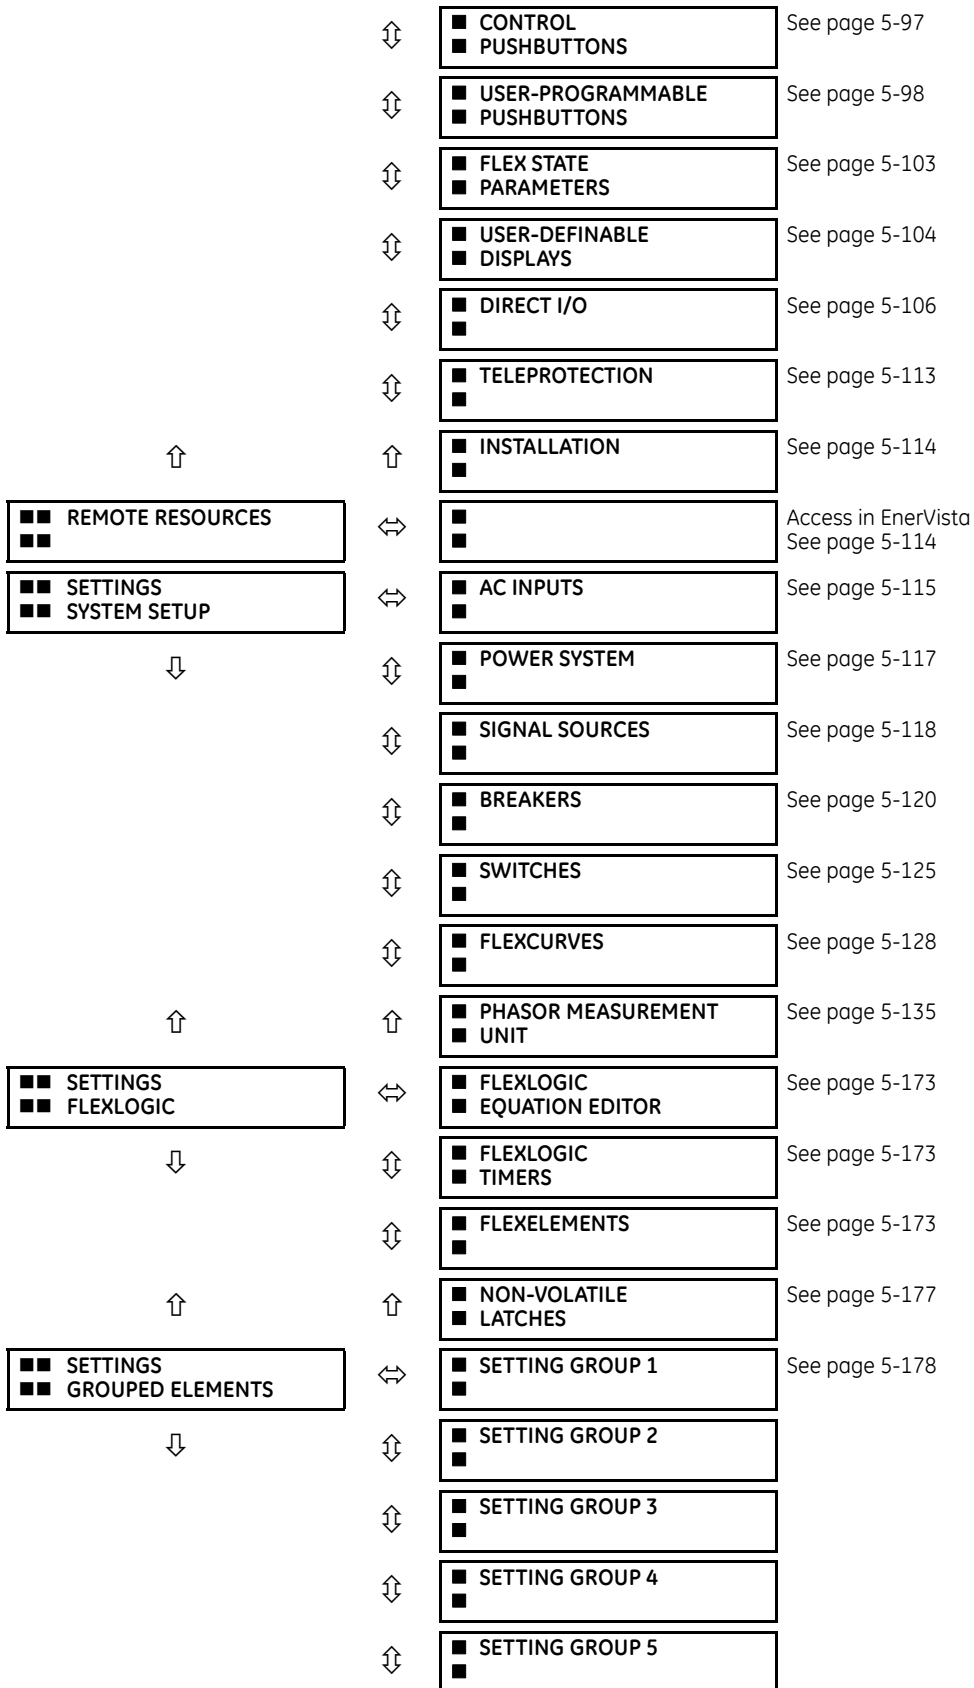 CONTROL
PUSHBUTTONS
See page 5-97
USER-PROGRAMMABLE
PUSHBUTTONS
See page 5-98
FLEX STATE
PARAMETERS
See page 5-103
USER-DEFINABLE
DISPLAYS
See page 5-104
DIRECT I/O
See page 5-106
TELEPROTECTION
See page 5-113
INSTALLATION
See page 5-114
REMOTE RESOURCES
Access in EnerVista
See page 5-114
SETTINGS
SYSTEM SETUP
AC INPUTS
See page 5-115
POWER SYSTEM
See page 5-117
SIGNAL SOURCES
See page 5-118
BREAKERS
See page 5-120
SWITCHES
See page 5-125
FLEXCURVES
See page 5-128
PHASOR MEASUREMENT
UNIT
See page 5-135
SETTINGS
FLEXLOGIC
FLEXLOGIC
EQUATION EDITOR
See page 5-173
FLEXLOGIC
TIMERS
See page 5-173
FLEXELEMENTS
See page 5-173
NON-VOLATILE
LATCHES
See page 5-177
SETTINGS
GROUPED ELEMENTS
SETTING GROUP 1
See page 5-178
SETTING GROUP 2
SETTING GROUP 3
SETTING GROUP 4
SETTING GROUP 5